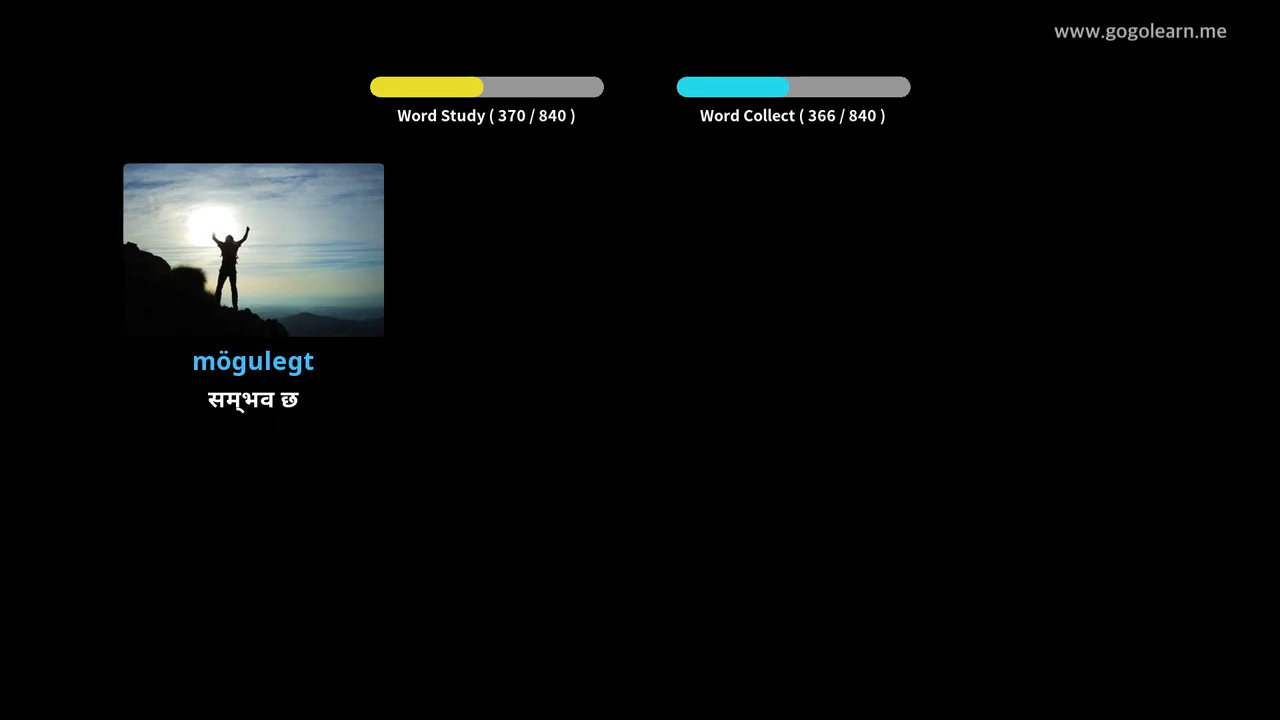 www.gogolearn.me
Word Study ( 370 / 840 )
Word Collect ( 366 / 840 )
mögulegt
सम्‌भव छ